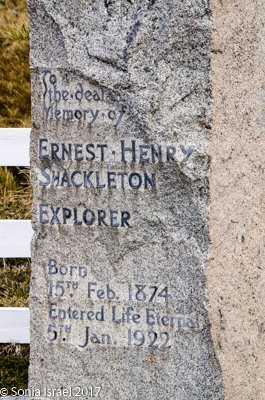 To
the·dear
Memory of
ERNEST·HENRY
SHACKLETON
EXPLORER
Born
15TH Feb. 1874
Entered Life Eternal
5TH Jan. 1922
© Sonia Israel 2017